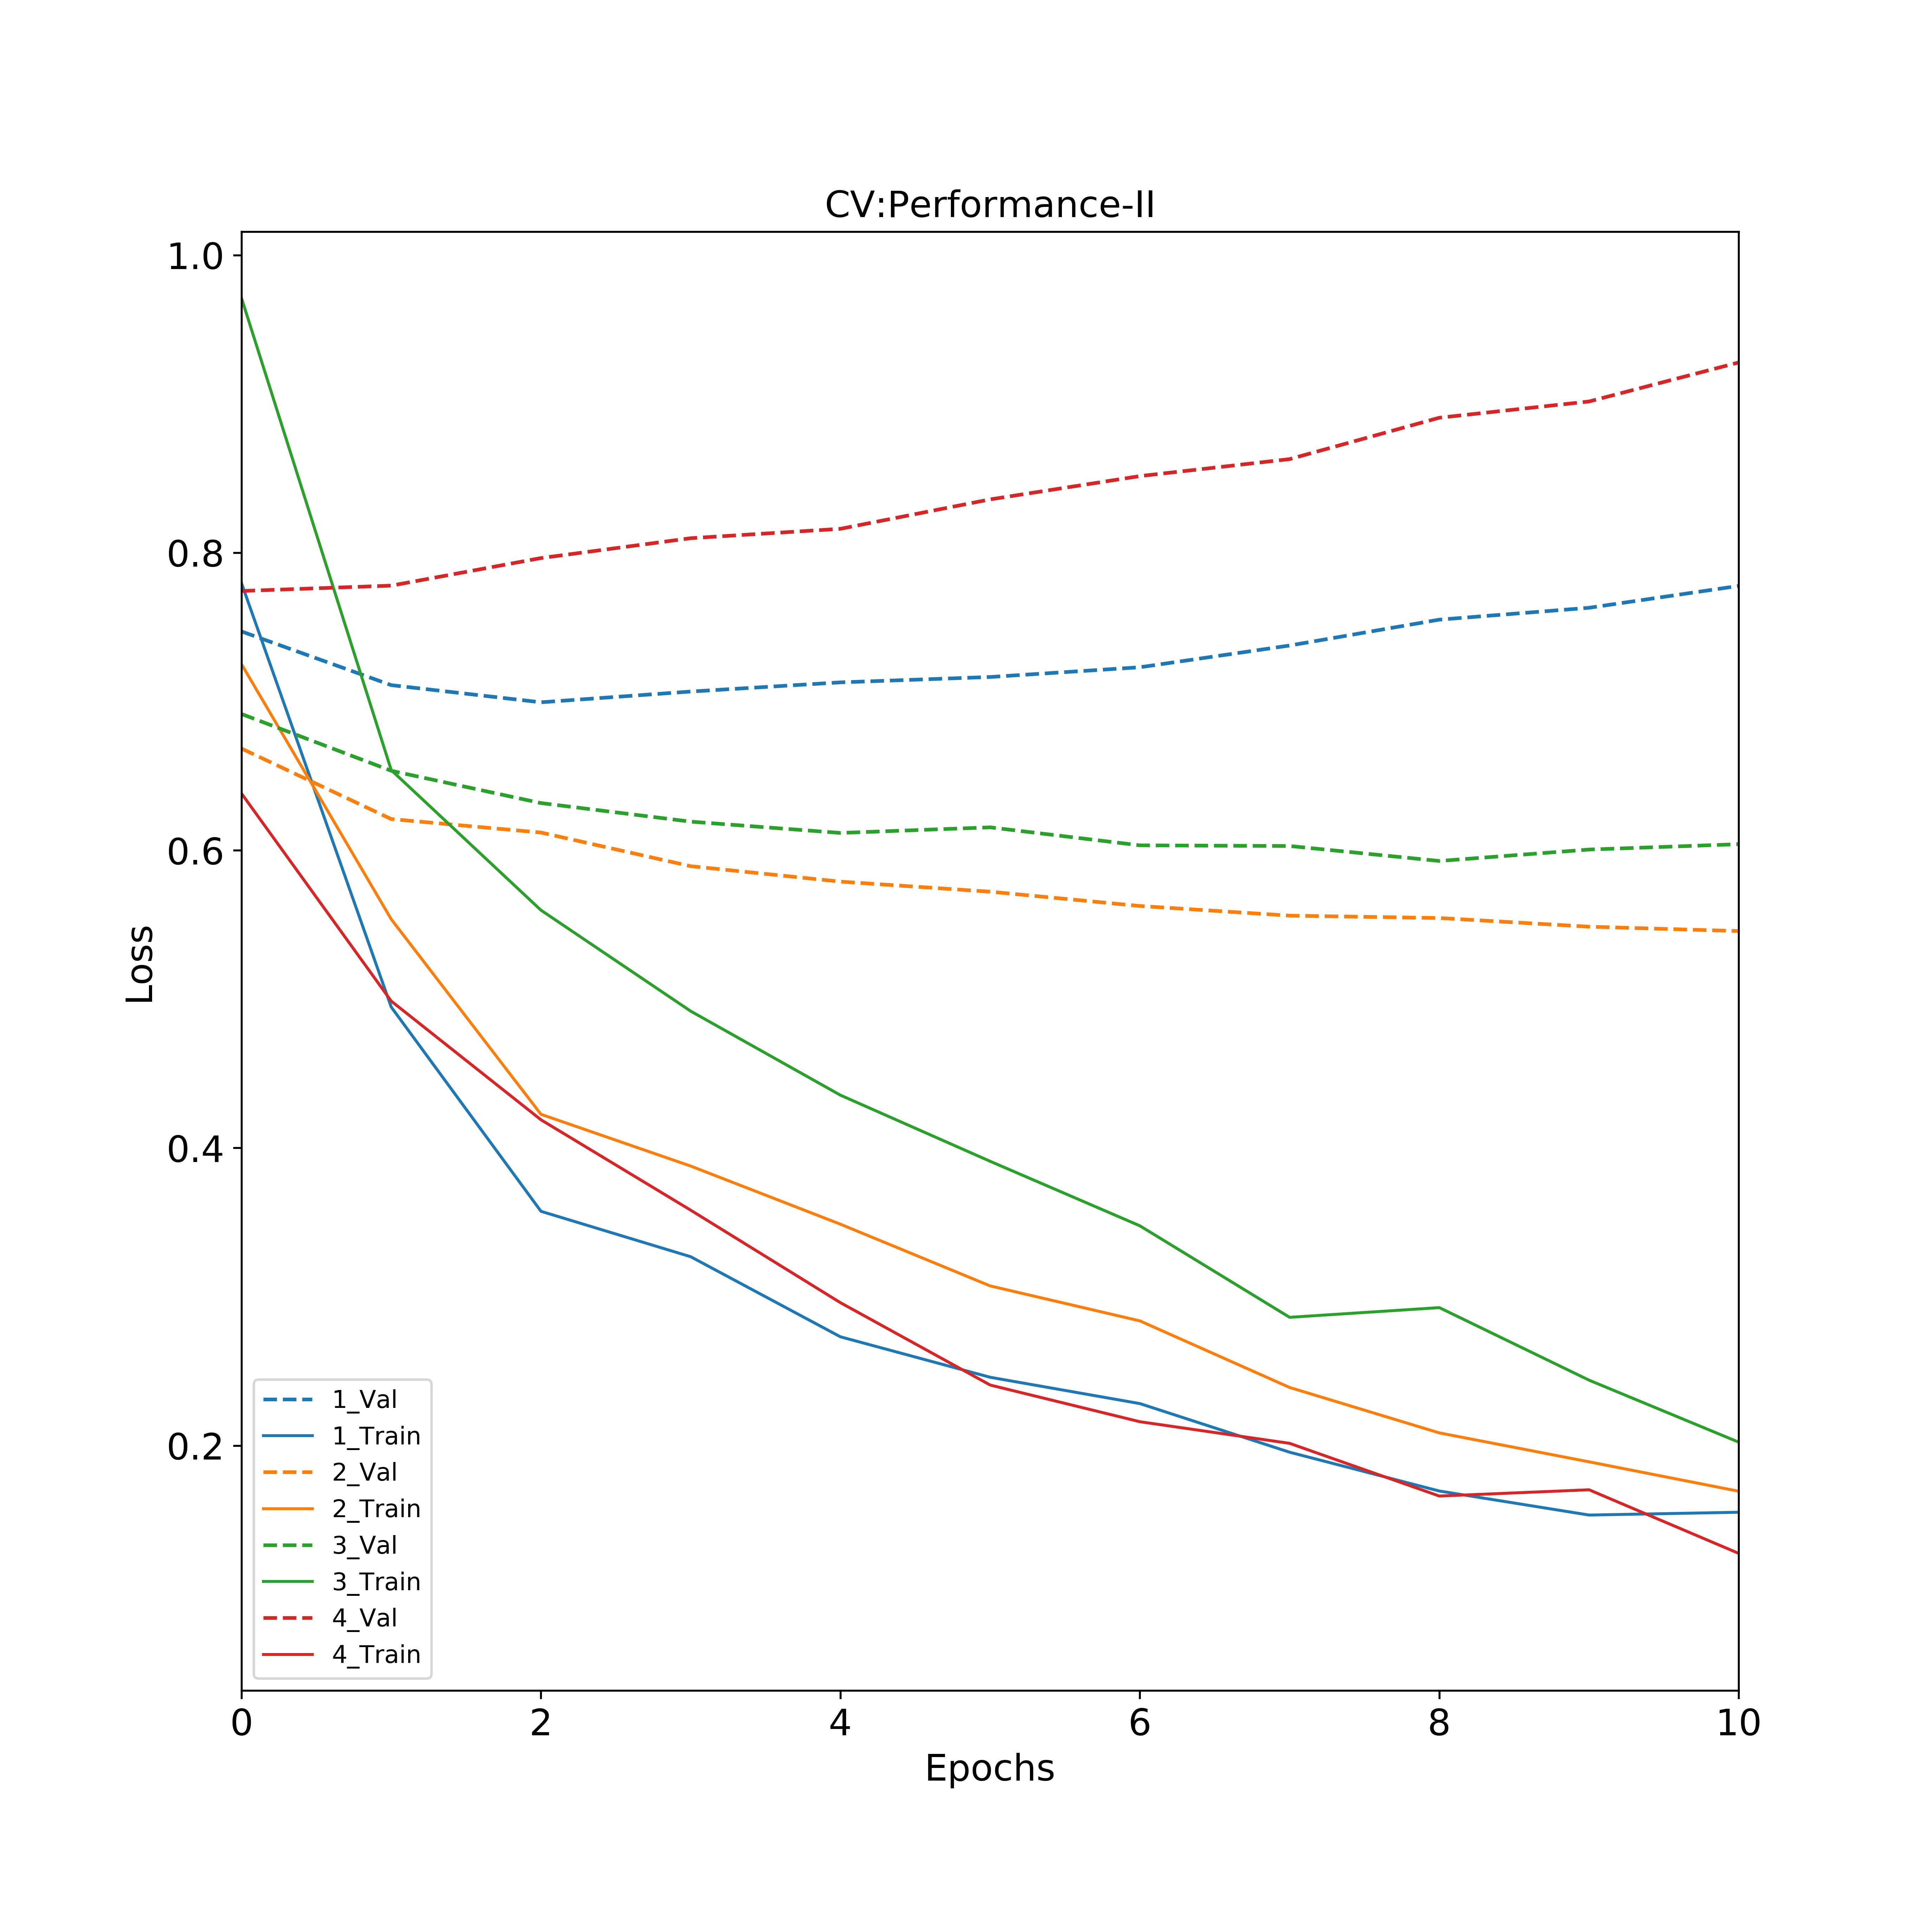 CV:Performance-II
1.0
0.8
0.6
0.4
0.2
Loss
1_Val
1_Train
2_Val
2_Train
3_Val
3_Train
4_Val
4_Train
0 2 4 6 8 10
Epochs